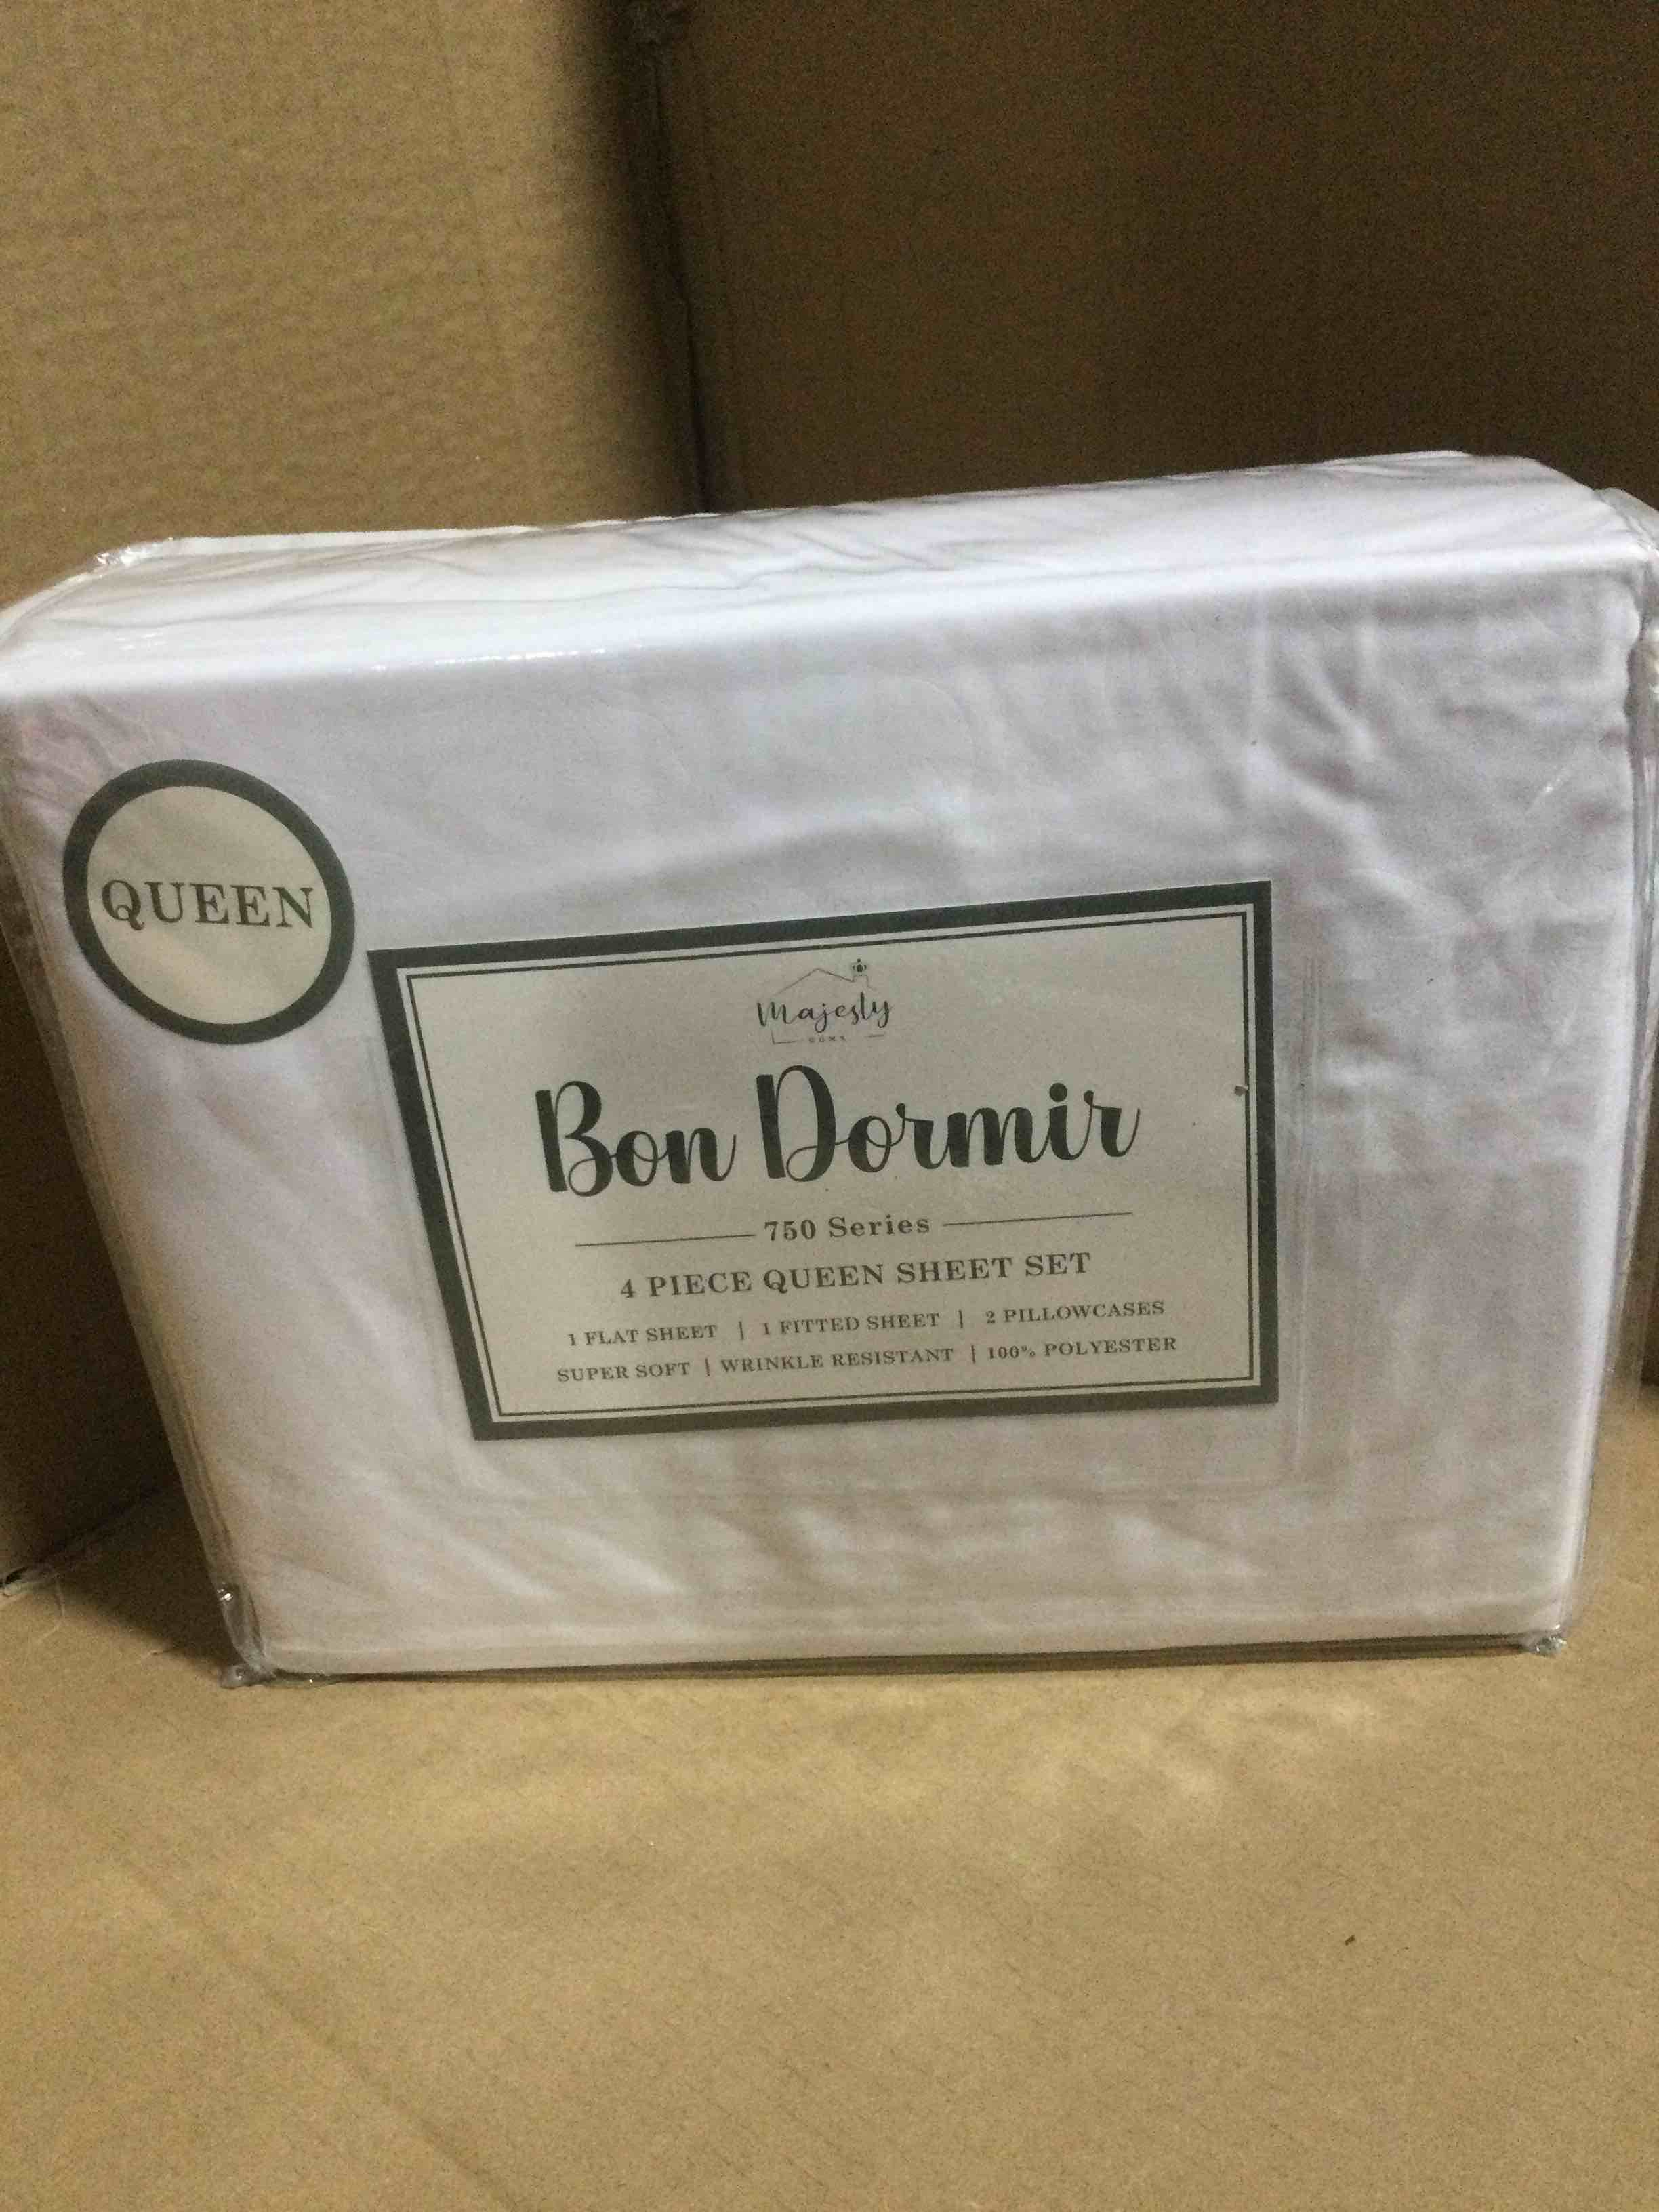 QUEEN
Majesty
HOME
Bon Dormir
750 Series
4 PIECE QUEEN SHEET SET
1 FLAT SHEET | 1 FITTED SHEET | 2 PILLOWCASES
SUPER SOFT | WRINKLE RESISTANT | 100% POLYESTER